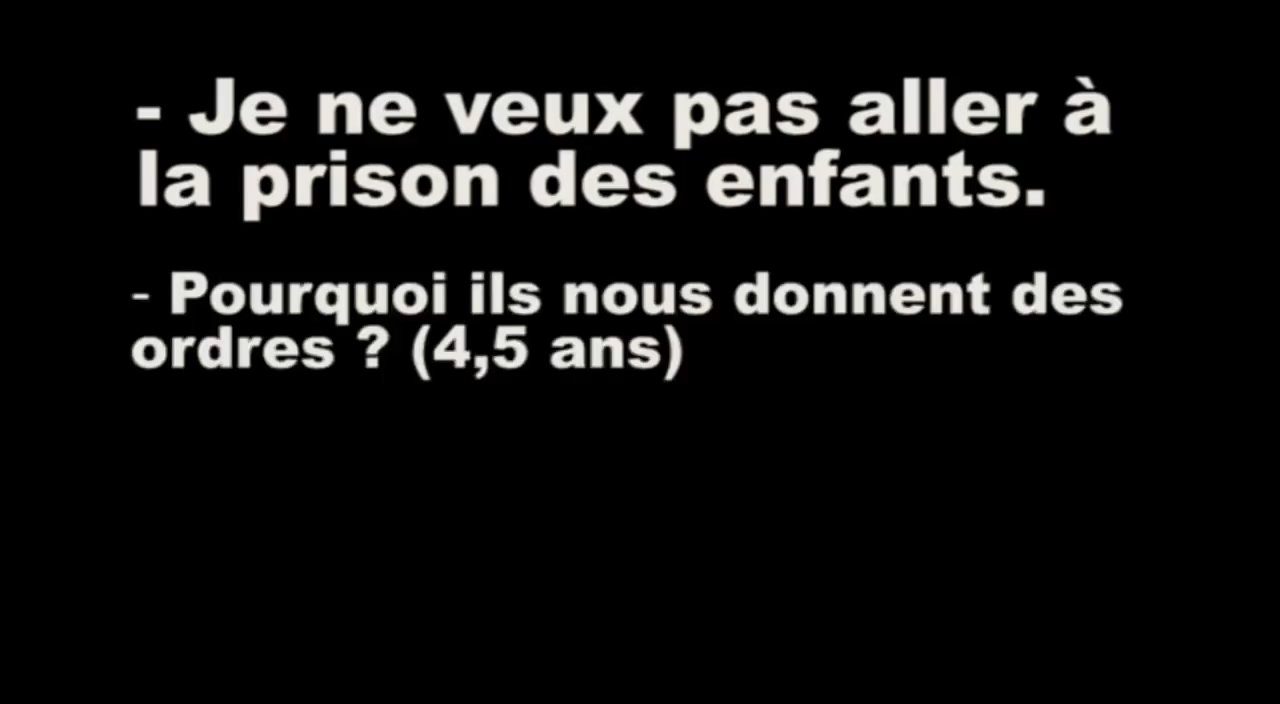 - Je ne veux pas aller à
la prison des enfants.
- Pourquoi ils nous donnent des
ordres ? (4,5 ans)